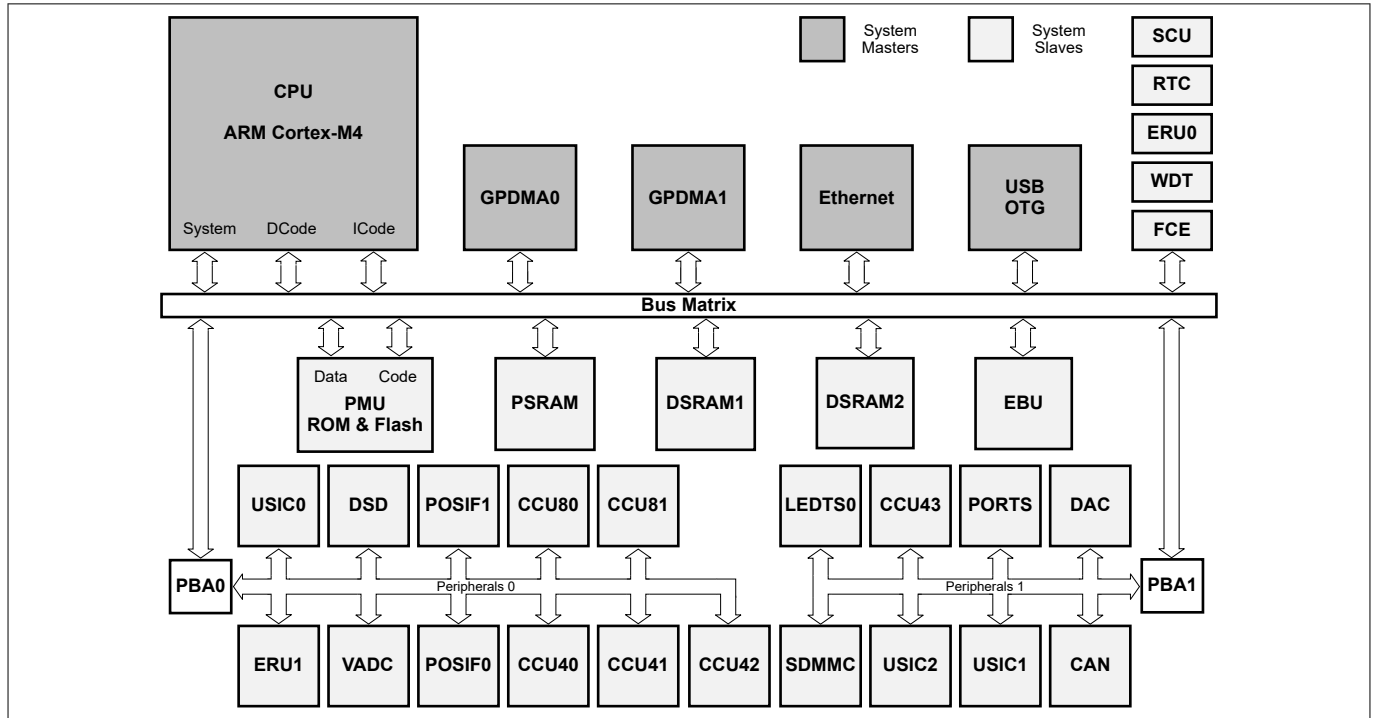 System
Masters
System
Slaves
SCU
RTC
ERU0
WDT
FCE
CPU
ARM Cortex-M4
System DCode ICode
GPDMA0
GPDMA1
Ethernet
USB
OTG
Bus Matrix
Data Code
PMU
ROM & Flash
PSRAM
DSRAM1
DSRAM2
EBU
USIC0
DSD
POSIF1
CCU80
CCU81
LEDTS0
CCU43
PORTS
DAC
PBA0
Peripherals 0
Peripherals 1
PBA1
ERU1
VADC
POSIF0
CCU40
CCU41
CCU42
SDMMC
USIC2
USIC1
CAN